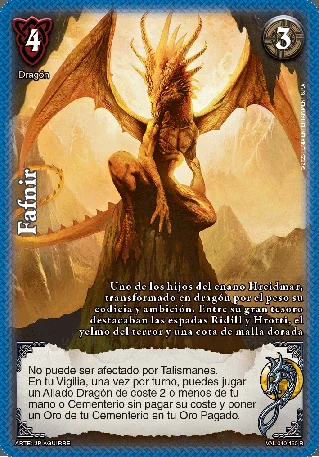 4
3
Dragón
Fafnir
Uno de los hijos del enano Hreidmar,
transformado en dragón por el peso su
codicia y ambición. Entre su gran tesoro
destacaban las espadas Ridill y Hrotti, el
yelmo del terror y una cota de malla dorada
No puede ser afectado por Talismanes.
En tu Vigilia, una vez por turno, puedes jugar
un Aliado Dragón de coste 2 o menos de tu
mano o Cementerio sin pagar su coste y poner
un Oro de tu Cementerio en tu Oro Pagado.